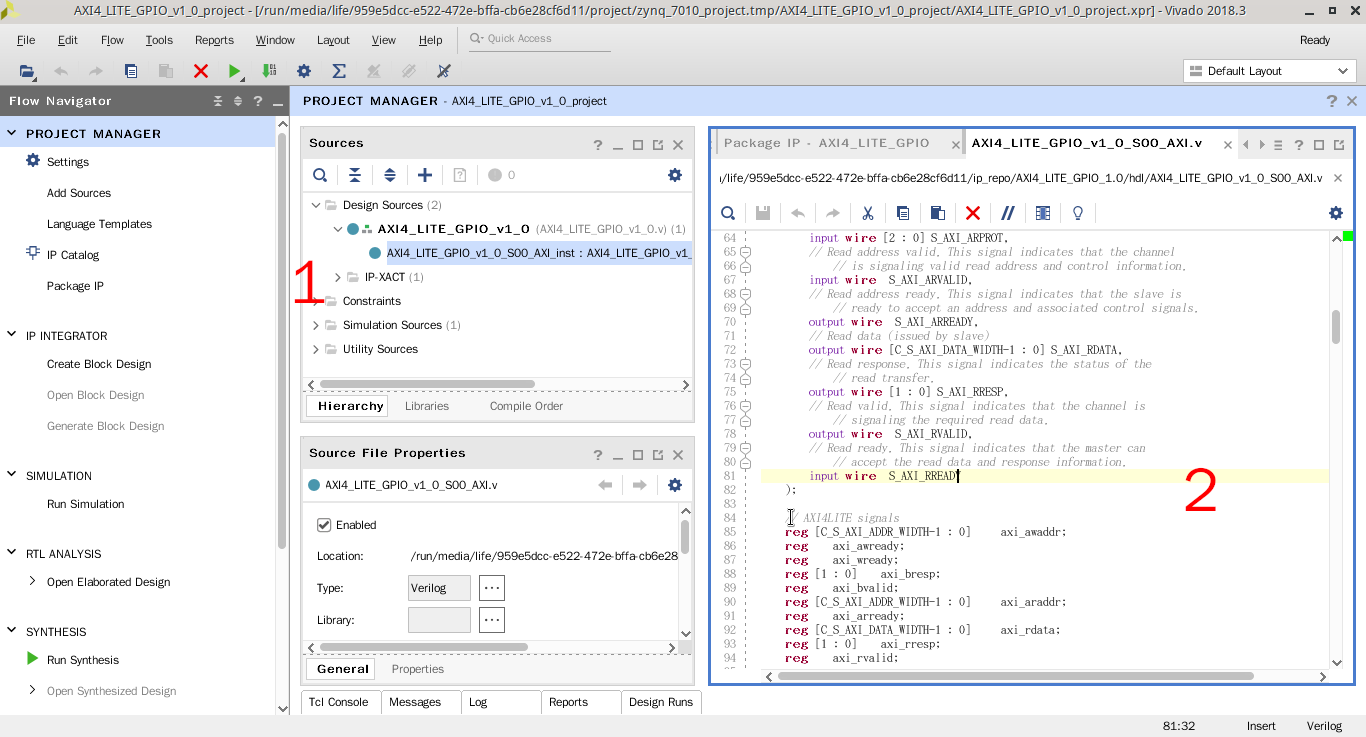 AXI4_LITE_GPIO_v1_0_project - [/run/media/life/959e5dcc-e522-472e-bffa-cb6e28cf6d11/project/zynq_7010_project.tmp/AXI4_LITE_GPIO_v1_0_project/AXI4_LITE_GPIO_v1_0_project.xpr] - Vivado 2018.3
File Edit Flow Tools Reports Window Layout View Help Quick Access Ready
Default Layout
Flow Navigator
PROJECT MANAGER - AXI4_LITE_GPIO_v1_0_project
PROJECT MANAGER
Settings
Add Sources
Language Templates
IP Catalog
Package IP
IP INTEGRATOR
Create Block Design
Open Block Design
Generate Block Design
SIMULATION
Run Simulation
RTL ANALYSIS
Open Elaborated Design
SYNTHESIS
Run Synthesis
Open Synthesized Design
Sources
0
Design Sources (2)
AXI4_LITE_GPIO_v1_0 (AXI4_LITE_GPIO_v1_0.v) (1)
AXI4_LITE_GPIO_v1_0_S00_AXI_inst : AXI4_LITE_GPIO_v1_
IP-XACT (1)
1
Constraints
Simulation Sources (1)
Utility Sources
Hierarchy Libraries Compile Order
Source File Properties
AXI4_LITE_GPIO_v1_0_S00_AXI.v
Enabled
Location: /run/media/life/959e5dcc-e522-472e-bffa-cb6e28
Type: Verilog ...
Library: ...
General Properties
Tcl Console Messages Log Reports Design Runs
Package IP - AXI4_LITE_GPIO AXI4_LITE_GPIO_v1_0_S00_AXI.v
/life/959e5dcc-e522-472e-bffa-cb6e28cf6d11/ip_repo/AXI4_LITE_GPIO_1.0/hdl/AXI4_LITE_GPIO_v1_0_S00_AXI.v
64 input wire [2 : 0] S_AXI_ARPROT,
65 // Read address valid. This signal indicates that the channel
66 // is signaling valid read address and control information.
67 input wire S_AXI_ARVALID,
68 // Read address ready. This signal indicates that the slave is
69 // ready to accept an address and associated control signals.
70 output wire S_AXI_ARREADY,
71 // Read data (issued by slave)
72 output wire [C_S_AXI_DATA_WIDTH-1 : 0] S_AXI_RDATA,
73 // Read response. This signal indicates the status of the
74 // read transfer.
75 output wire [1 : 0] S_AXI_RRESP,
76 // Read valid. This signal indicates that the channel is
77 // signaling the required read data.
78 output wire S_AXI_RVALID,
79 // Read ready. This signal indicates that the master can
80 // accept the read data and response information.
81 input wire S_AXI_RREADY
82 );
2
83
84 // AXI4LITE signals
85 reg [C_S_AXI_ADDR_WIDTH-1 : 0] axi_awaddr;
86 reg axi_awready;
87 reg axi_wready;
88 reg [1 : 0] axi_bresp;
89 reg axi_bvalid;
90 reg [C_S_AXI_ADDR_WIDTH-1 : 0] axi_araddr;
91 reg axi_arready;
92 reg [C_S_AXI_DATA_WIDTH-1 : 0] axi_rdata;
93 reg [1 : 0] axi_rresp;
94 reg axi_rvalid;
81:32 Insert Verilog